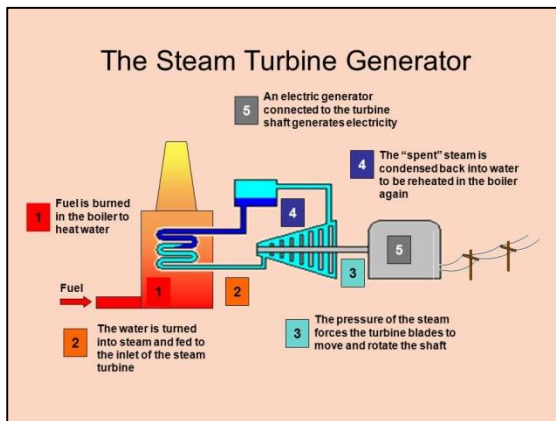 The Steam Turbine Generator
5
An electric generator
connected to the turbine
shaft generates electricity
4
The “spent” steam is
condensed back into water
to be reheated in the boiler
again
1
Fuel is burned
in the boiler to
heat water
4
5
3
Fuel
1
2
2
The water is turned
into steam and fed to
the inlet of the steam
turbine
3
The pressure of the steam
forces the turbine blades to
move and rotate the shaft